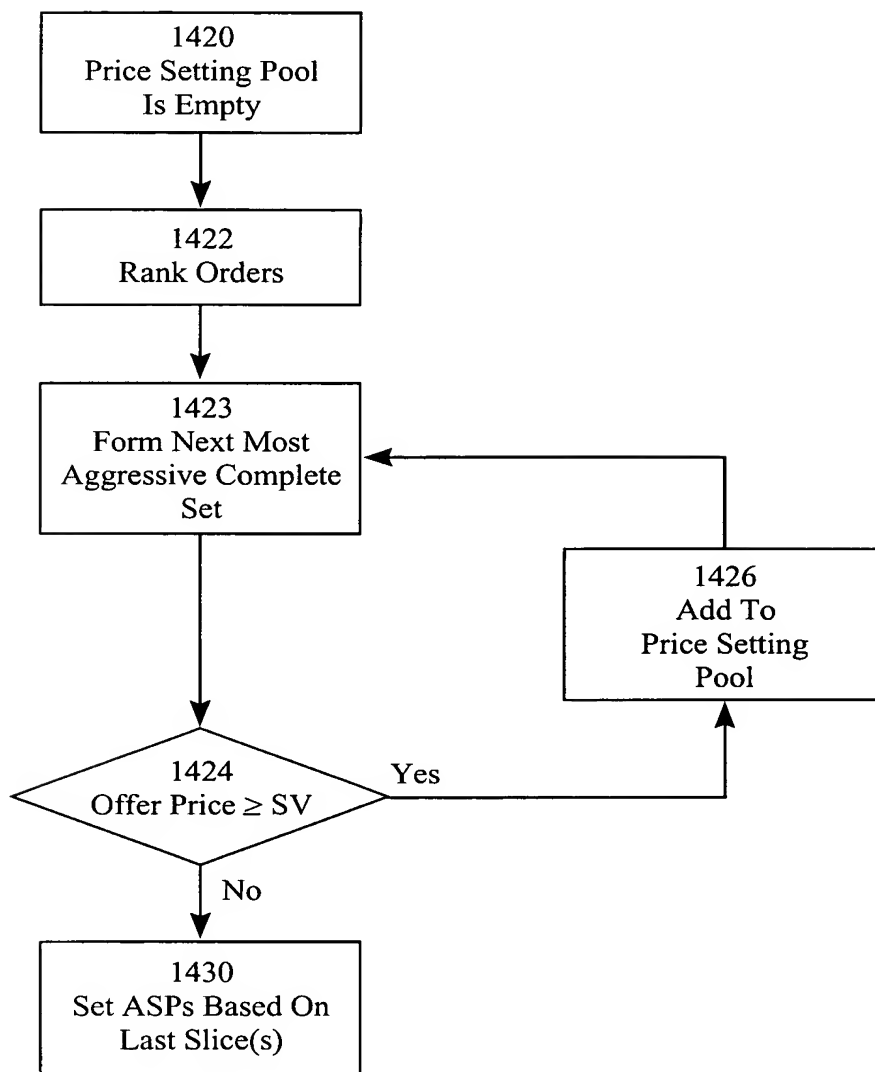 1420
Price Setting Pool
Is Empty
1422
Rank Orders
1423
Form Next Most
Aggressive Complete
Set
1426
Add To
Price Setting
Pool
1424
Offer Price ≥ SV
Yes
No
1430
Set ASPs Based On
Last Slice(s)